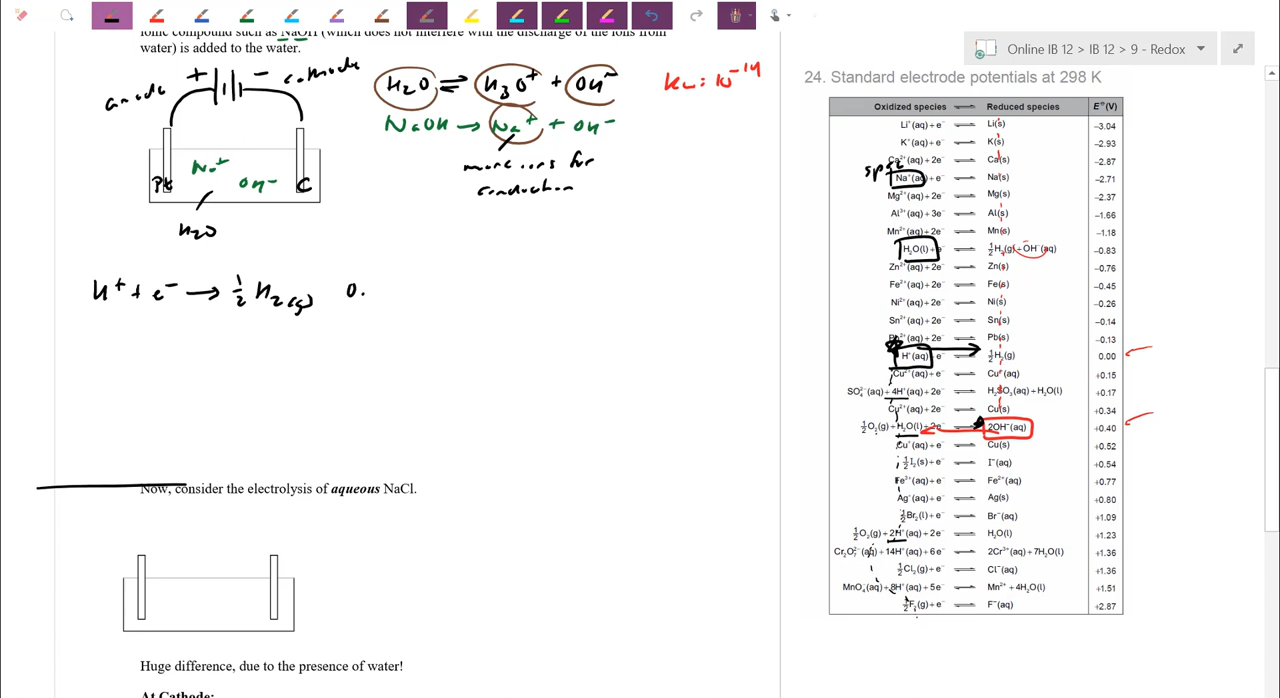 ionic compound such as NaOH (which does not interfere with the discharge of the ions from
water) is added to the water.
anode + − cathode
H2O ⇌ H3O+ + OH−
Kw: 10−14
NaOH → Na+ + OH−
more ions for
conduction
Pt Na+ OH− C
H2O
H+ + e− → ½ H2(g) 0.
Now, consider the electrolysis of aqueous NaCl.
Huge difference, due to the presence of water!
At Cathode:
Online IB 12 > IB 12 > 9 - Redox
24. Standard electrode potentials at 298 K
Oxidized species ⇌ Reduced species E⊖(V)
Li+(aq) + e− ⇌ Li(s) −3.04
K+(aq) + e− ⇌ K(s) −2.93
Ca2+(aq) + 2e− ⇌ Ca(s) −2.87
Na+(aq) + e− ⇌ Na(s) −2.71
Mg2+(aq) + 2e− ⇌ Mg(s) −2.37
Al3+(aq) + 3e− ⇌ Al(s) −1.66
Mn2+(aq) + 2e− ⇌ Mn(s) −1.18
H2O(l) + e− ⇌ ½H2(g) + OH−(aq) −0.83
Zn2+(aq) + 2e− ⇌ Zn(s) −0.76
Fe2+(aq) + 2e− ⇌ Fe(s) −0.45
Ni2+(aq) + 2e− ⇌ Ni(s) −0.26
Sn2+(aq) + 2e− ⇌ Sn(s) −0.14
Pb2+(aq) + 2e− ⇌ Pb(s) −0.13
H+(aq) + e− ⇌ ½H2(g) 0.00
Cu2+(aq) + e− ⇌ Cu+(aq) +0.15
SO42−(aq) + 4H+(aq) + 2e− ⇌ H2SO3(aq) + H2O(l) +0.17
Cu2+(aq) + 2e− ⇌ Cu(s) +0.34
½O2(g) + H2O(l) + 2e− ⇌ 2OH−(aq) +0.40
Cu+(aq) + e− ⇌ Cu(s) +0.52
½I2(s) + e− ⇌ I−(aq) +0.54
Fe3+(aq) + e− ⇌ Fe2+(aq) +0.77
Ag+(aq) + e− ⇌ Ag(s) +0.80
½Br2(l) + e− ⇌ Br−(aq) +1.09
½O2(g) + 2H+(aq) + 2e− ⇌ H2O(l) +1.23
Cr2O72−(aq) + 14H+(aq) + 6e− ⇌ 2Cr3+(aq) + 7H2O(l) +1.36
½Cl2(g) + e− ⇌ Cl−(aq) +1.36
MnO4−(aq) + 8H+(aq) + 5e− ⇌ Mn2+ + 4H2O(l) +1.51
½F2(g) + e− ⇌ F−(aq) +2.87